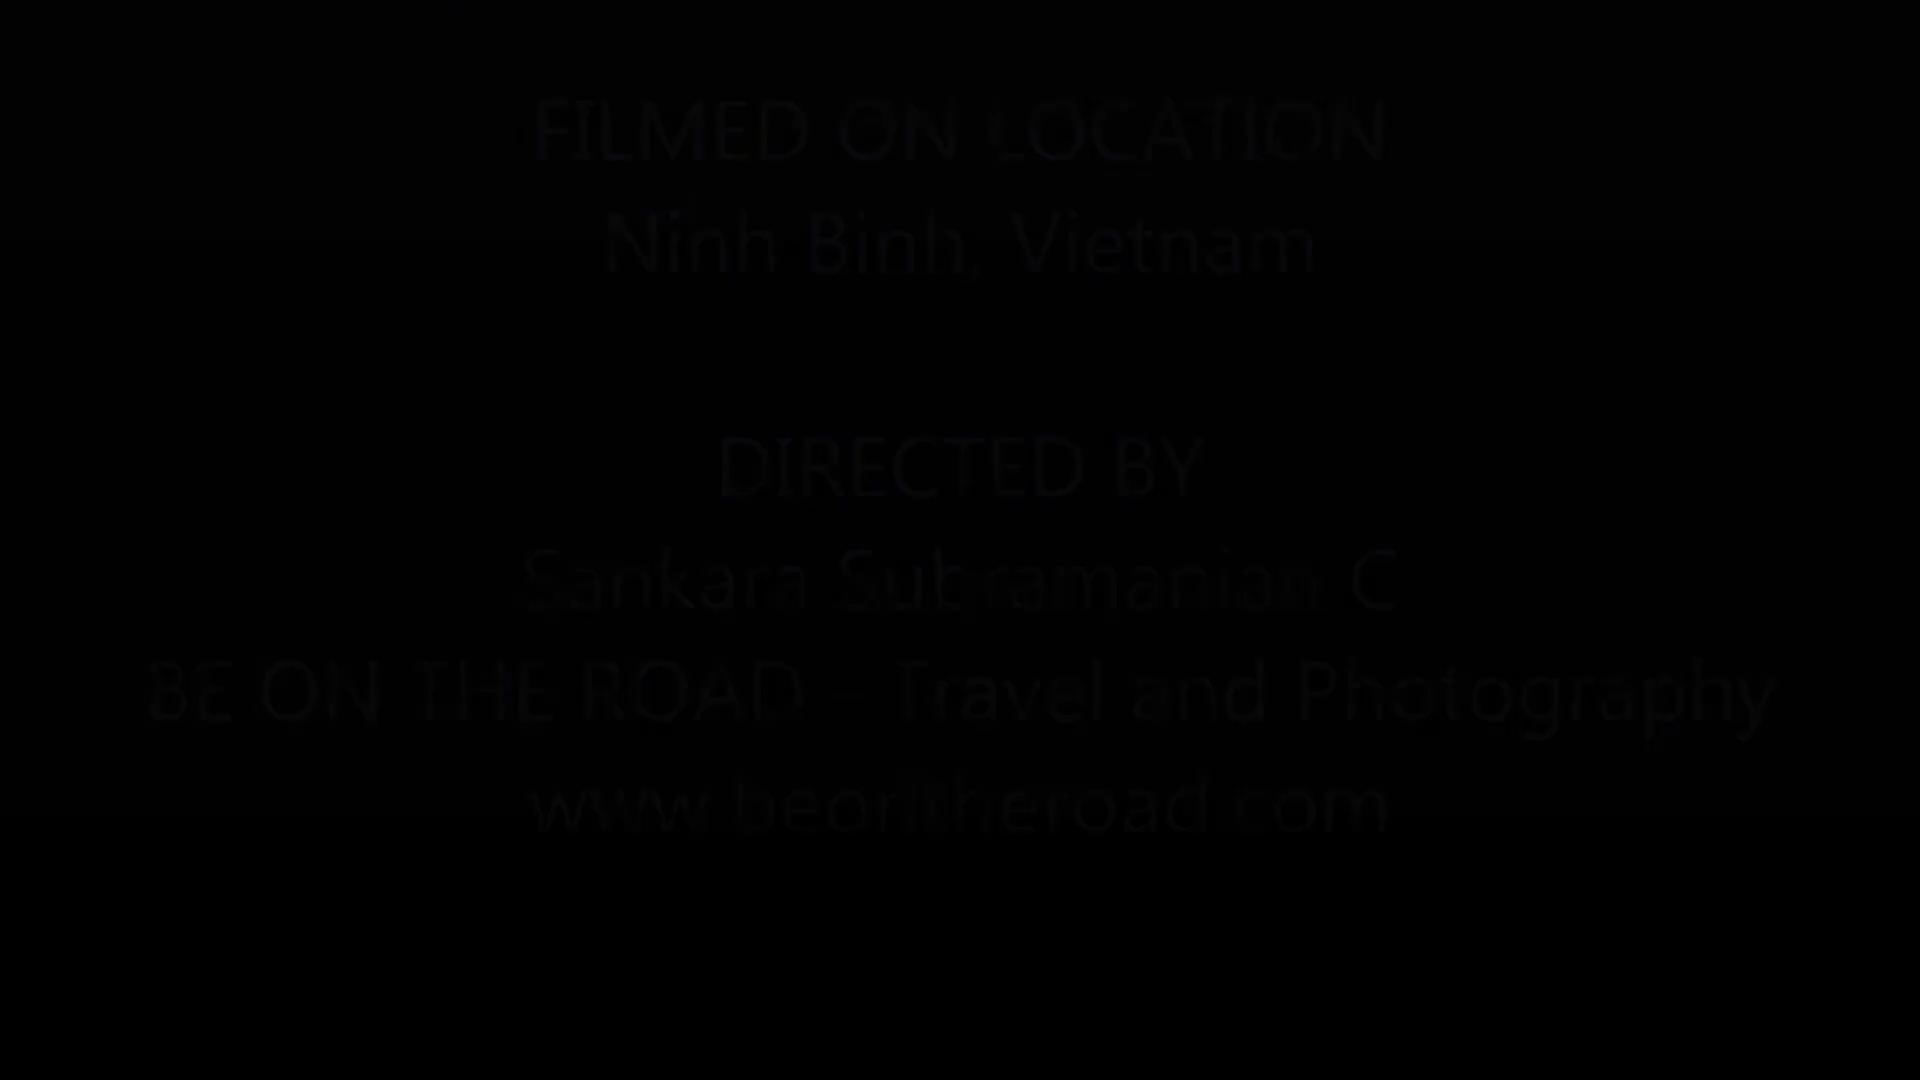 FILMED ON LOCATION
Ninh Binh, Vietnam
DIRECTED BY
Sankara Subramanian C
BE ON THE ROAD – Travel and Photography
www.beontheroad.com